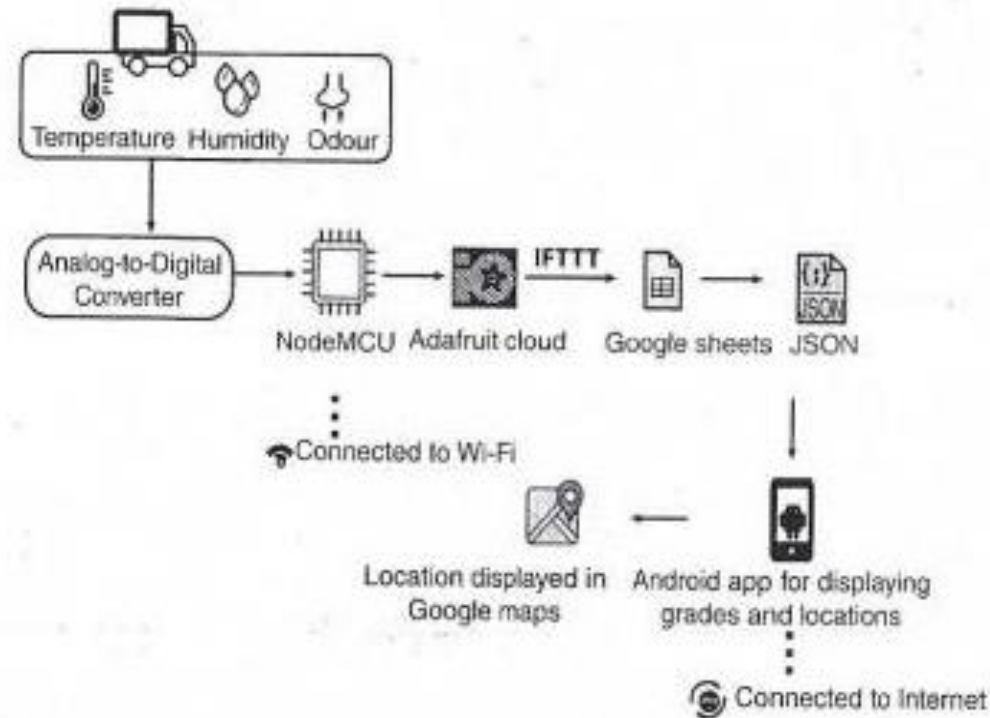 Temperature Humidity Odour
Analog-to-Digital
Converter
IFTTT
{;}
JSON
NodeMCU Adafruit cloud Google sheets JSON
Connected to Wi-Fi
Location displayed in
Google maps
Android app for displaying
grades and locations
Connected to Internet